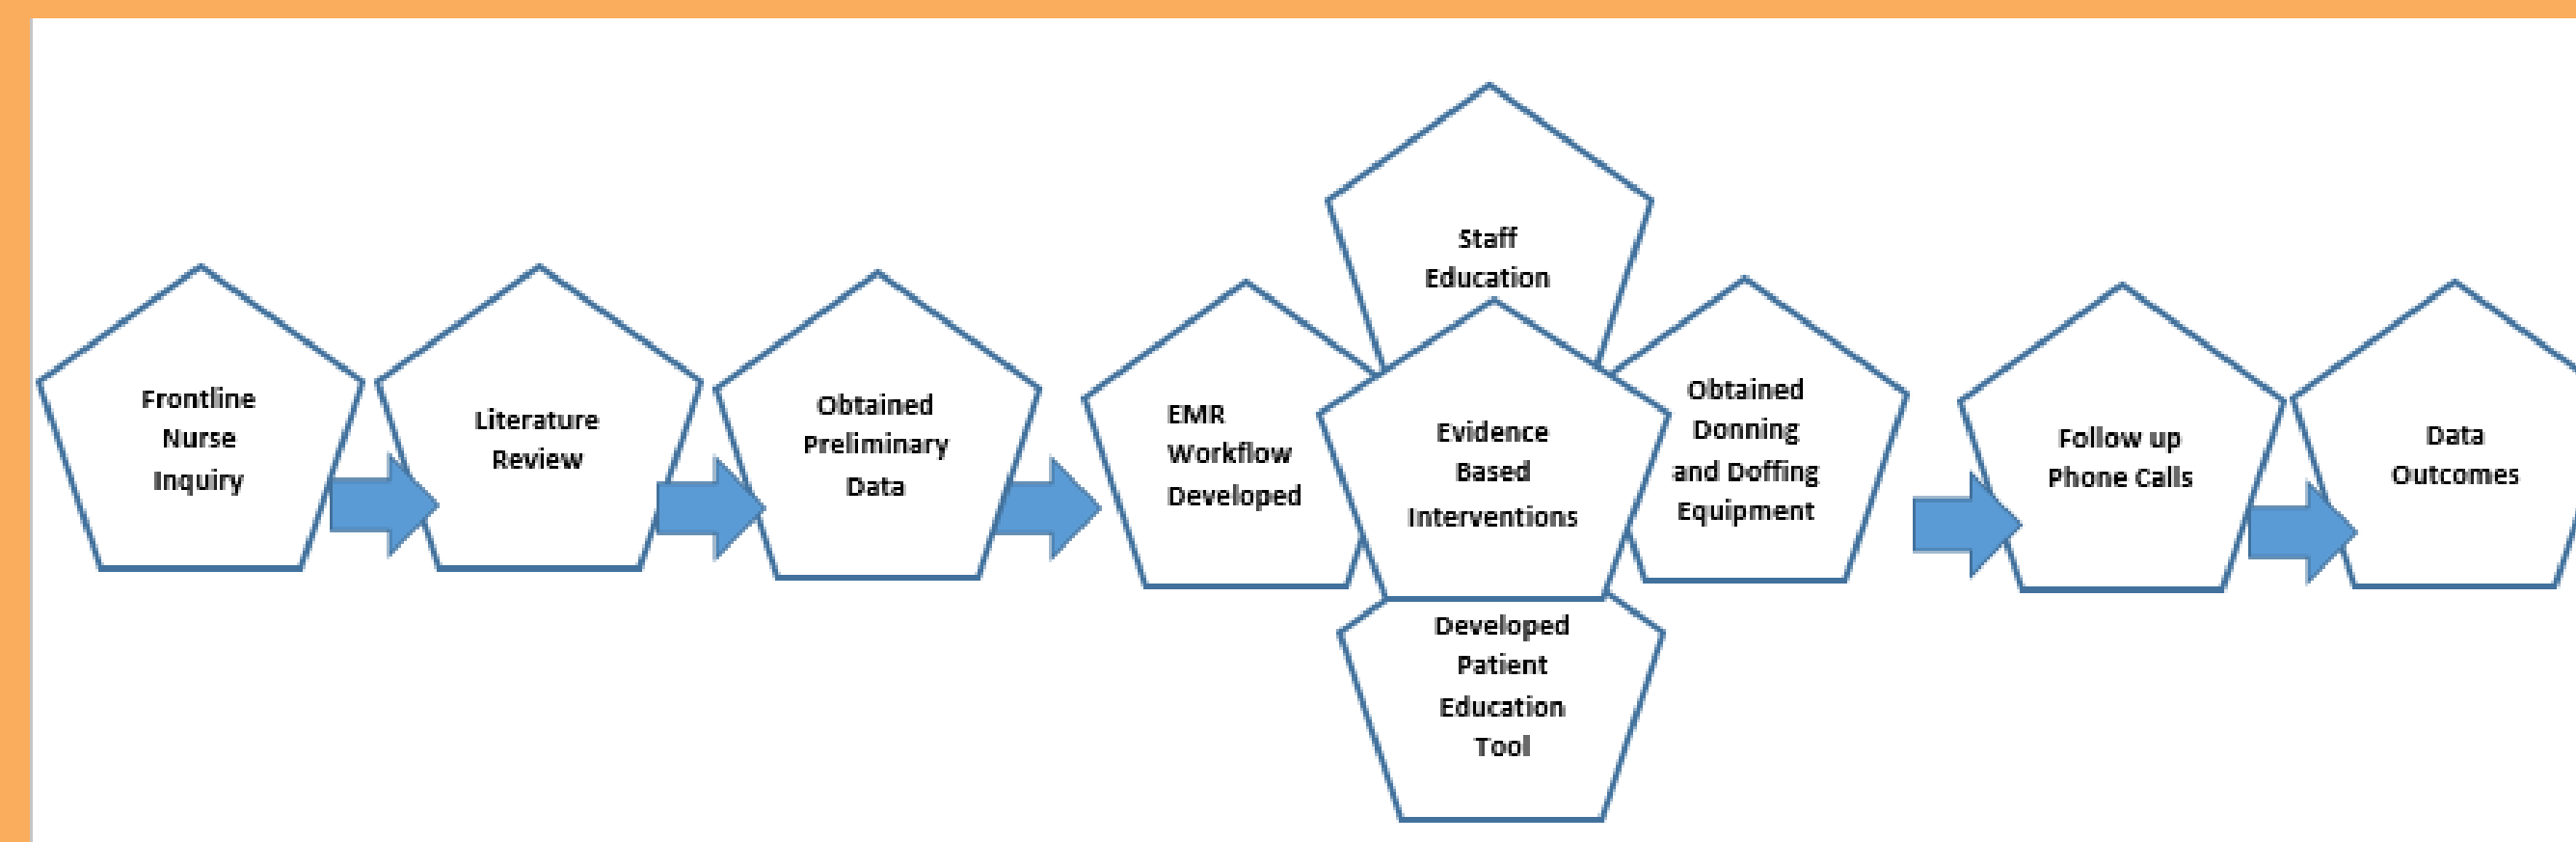 Frontline
Nurse
Inquiry
Literature
Review
Obtained
Preliminary
Data
EMR
Workflow
Developed
Staff
Education
Evidence
Based
Interventions
Developed
Patient
Education
Tool
Obtained
Donning
and Doffing
Equipment
Follow up
Phone Calls
Data
Outcomes